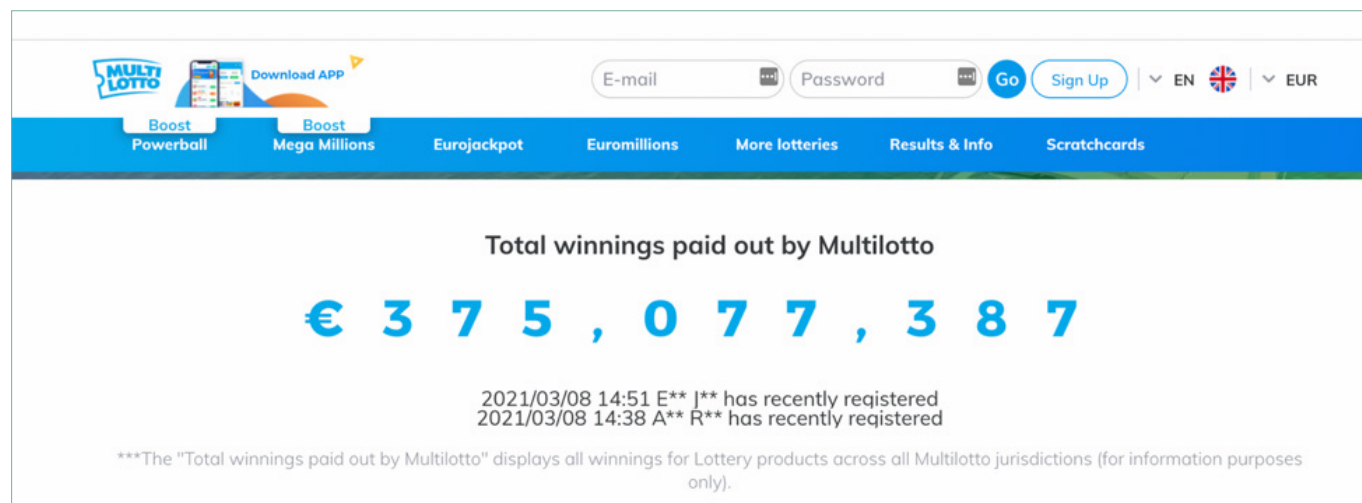 MULTI
LOTTO
Download APP
E-mail
Password
Go
Sign Up
EN
EUR
Boost
Powerball
Boost
Mega Millions
Eurojackpot
Euromillions
More lotteries
Results & Info
Scratchcards
Total winnings paid out by Multilotto
€375,077,387
2021/03/08 14:51 E** J** has recently registered
2021/03/08 14:38 A** R** has recently registered
***The "Total winnings paid out by Multilotto" displays all winnings for Lottery products across all Multilotto jurisdictions (for information purposes
only).